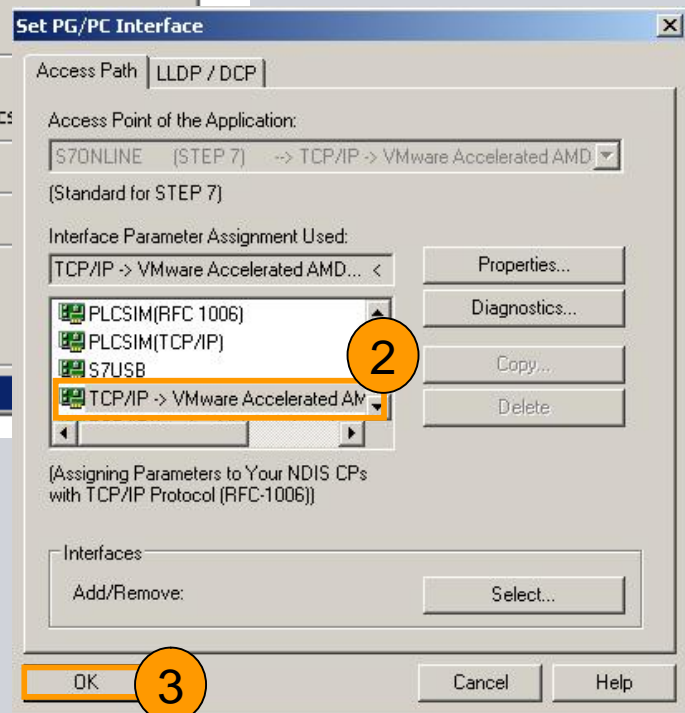 Set PG/PC Interface
Access Path LLDP / DCP
Access Point of the Application:
S7ONLINE (STEP 7) --> TCP/IP -> VMware Accelerated AMD
(Standard for STEP 7)
Interface Parameter Assignment Used:
TCP/IP -> VMware Accelerated AMD... <
Properties...
PLCSIM(RFC 1006)
Diagnostics...
PLCSIM(TCP/IP)
2
Copy...
S7USB
TCP/IP -> VMware Accelerated AM
Delete
(Assigning Parameters to Your NDIS CPs
with TCP/IP Protocol (RFC-1006))
Interfaces
Add/Remove:
Select...
OK
3
Cancel
Help